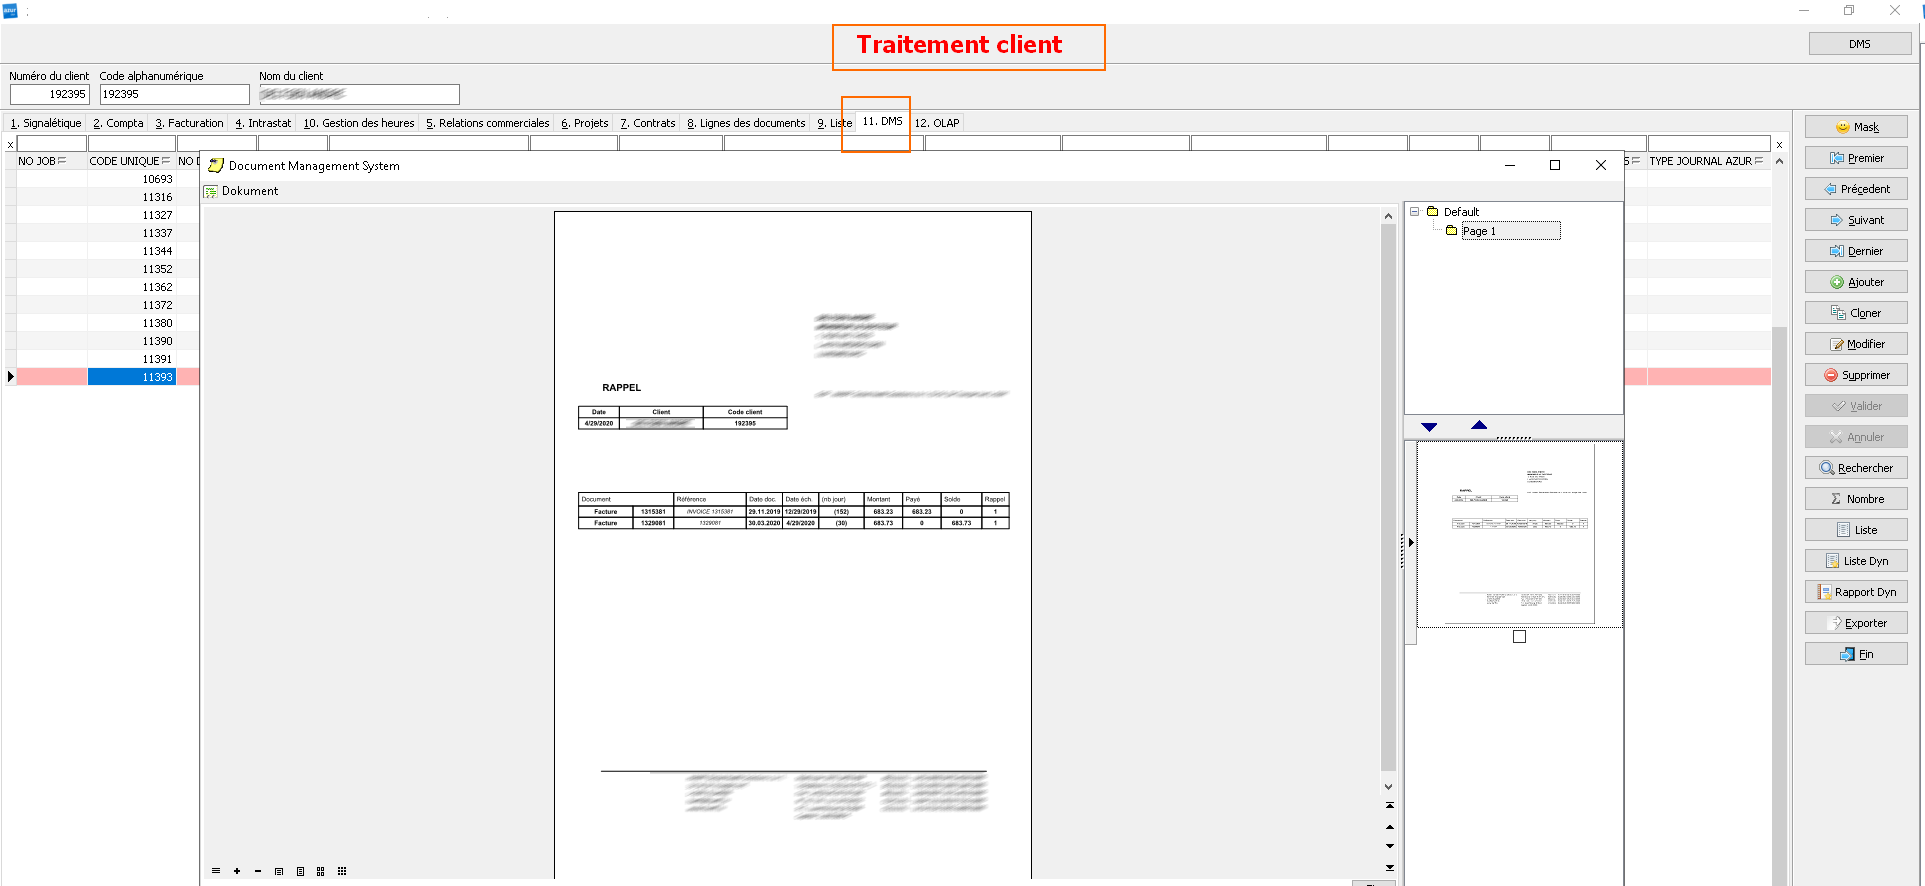 azur
Traitement client
DMS
Numéro du client Code alphanumérique Nom du client
192395 192395
1. Signalétique 2. Compta 3. Facturation 4. Intrastat 10. Gestion des heures 5. Relations commerciales 6. Projets 7. Contrats 8. Lignes des documents 9. Liste 11. DMS 12. OLAP
x x
NO JOB CODE UNIQUE NO S TYPE JOURNAL AZUR
10693
11316
11327
11337
11344
11352
11362
11372
11380
11390
11391
11393
Document Management System
Dokument
RAPPEL
Date Client Code client
4/29/2020 192395
Document Référence Date doc. Date éch. (nb jour) Montant Payé Solde Rappel
Facture 1315381 INVOICE 1315381 29.11.2019 12/29/2019 (152) 683.23 683.23 0 1
Facture 1329081 1329081 30.03.2020 4/29/2020 (30) 683.73 0 683.73 1
Default
Page 1
Mask
Premier
Précedent
Suivant
Dernier
Ajouter
Cloner
Modifier
Supprimer
Valider
Annuler
Rechercher
Σ Nombre
Liste
Liste Dyn
Rapport Dyn
Exporter
Fin